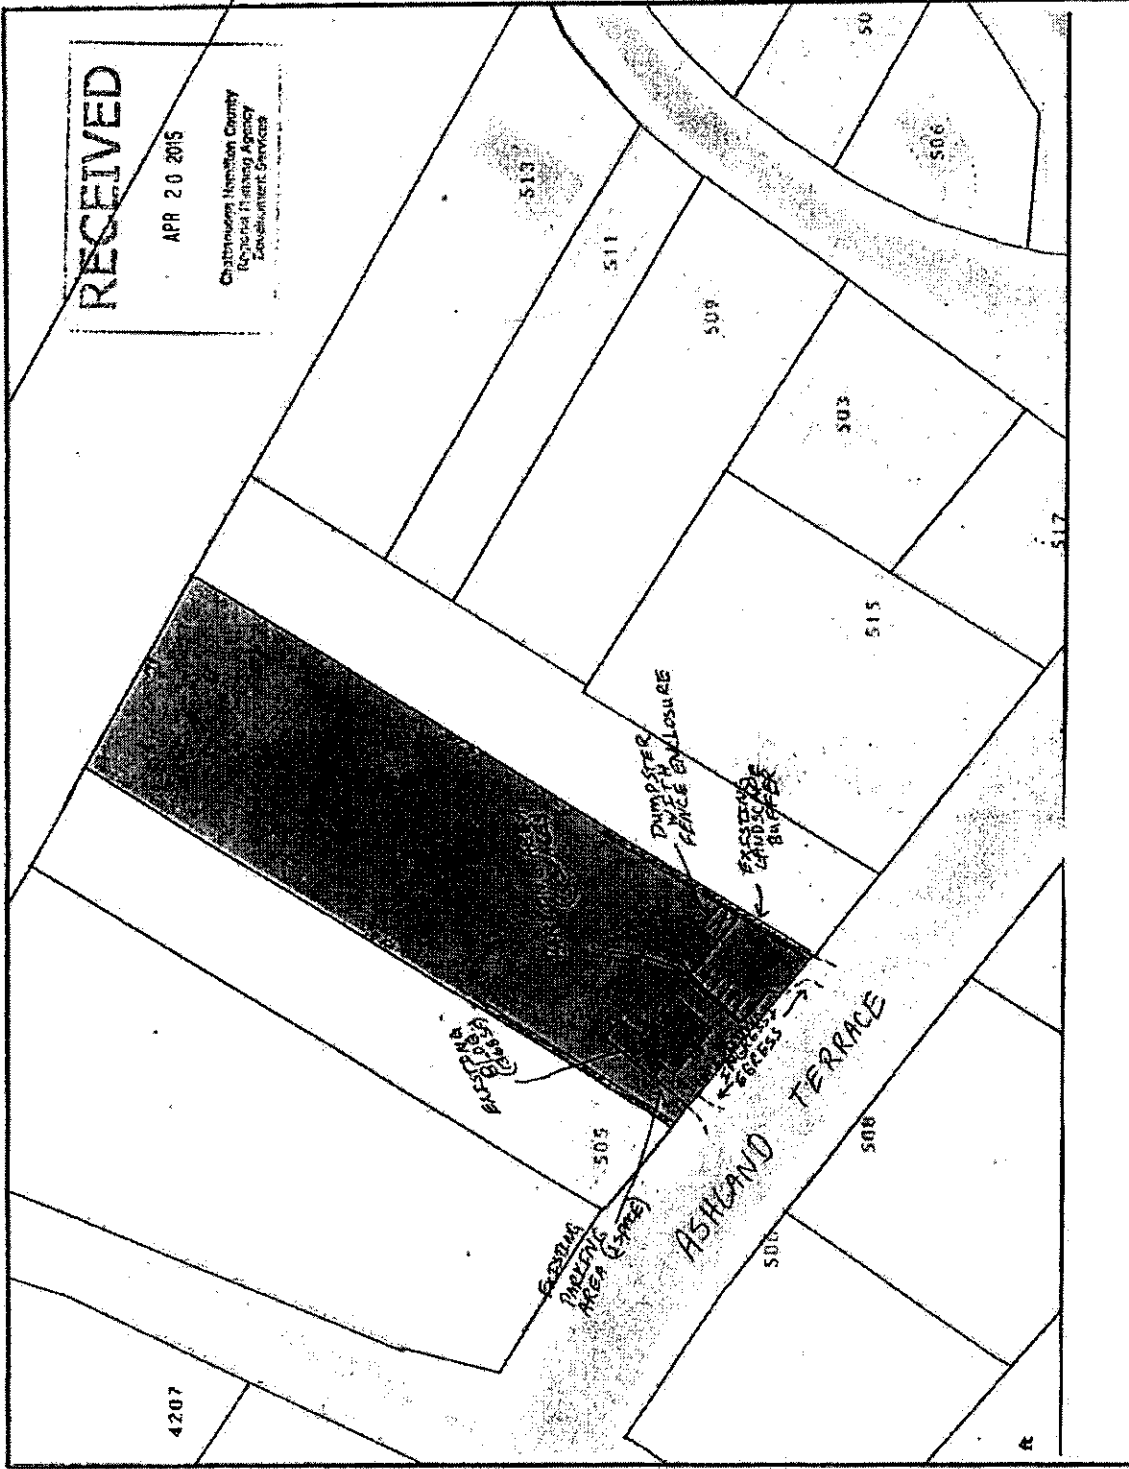 RECEIVED
APR 20 2015
Chattanooga Hamilton County
Regional Planning Agency
Development Services
513
511
509
503
517
515
50
506
DUMPSTER
WITH
FENCE ENCLOSURE
EXISTING
LANDSCAPE
BUFFER
EXISTING
BLDG
EGRESS
EXISTING
PARKING
AREA
505
ASHLAND TERRACE
500
508
4207
ft